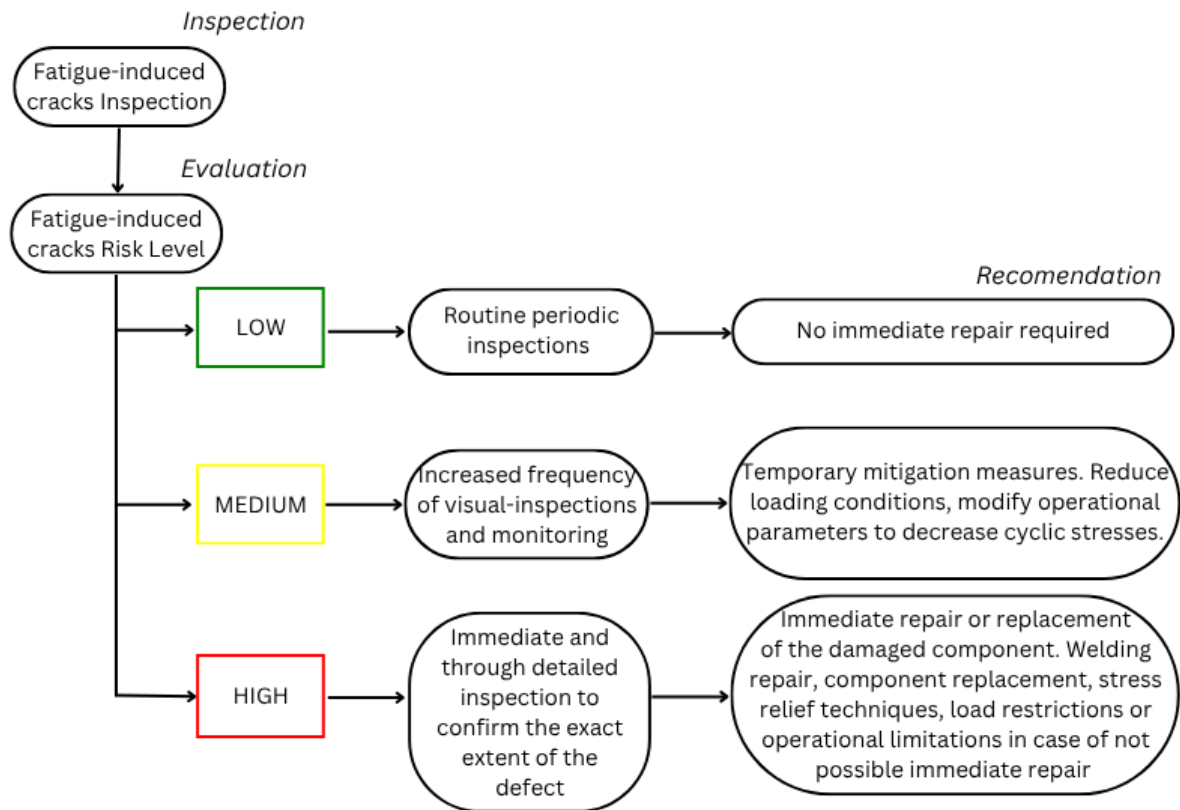 Inspection
Fatigue-induced
cracks Inspection
Evaluation
Fatigue-induced
cracks Risk Level
Recomendation
LOW
Routine periodic
inspections
No immediate repair required
MEDIUM
Increased frequency
of visual-inspections
and monitoring
Temporary mitigation measures. Reduce
loading conditions, modify operational
parameters to decrease cyclic stresses.
HIGH
Immediate and
through detailed
inspection to
confirm the exact
extent of the
defect
Immediate repair or replacement
of the damaged component. Welding
repair, component replacement, stress
relief techniques, load restrictions or
operational limitations in case of not
possible immediate repair